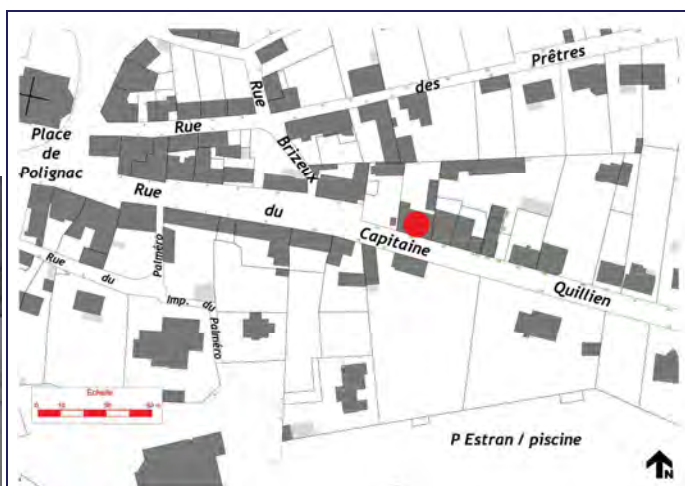 Prêtres
des
Rue
Rue
Place
de
Polignac
Brizeux
Rue
du
Capitaine
Quillien
Rue
du
Palméro
Imp. du
Palméro
Echelle
P Estran / piscine
N